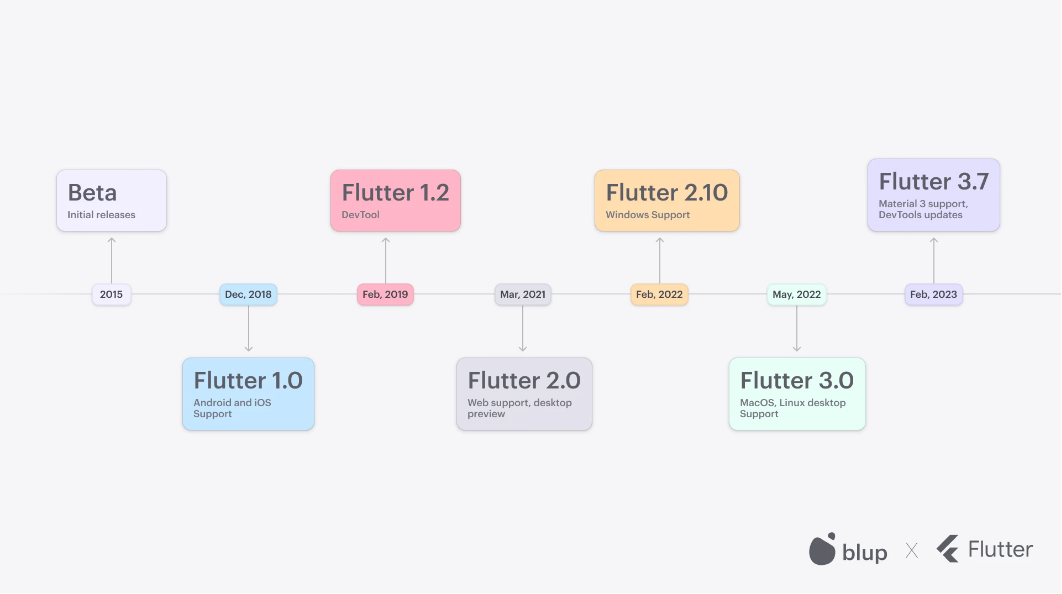 Beta
Initial releases
Flutter 1.2
DevTool
Flutter 2.10
Windows Support
Flutter 3.7
Material 3 support,
DevTools updates
2015
Dec, 2018
Feb, 2019
Mar, 2021
Feb, 2022
May, 2022
Feb, 2023
Flutter 1.0
Android and iOS
Support
Flutter 2.0
Web support, desktop
preview
Flutter 3.0
MacOS, Linux desktop
Support
blup X Flutter